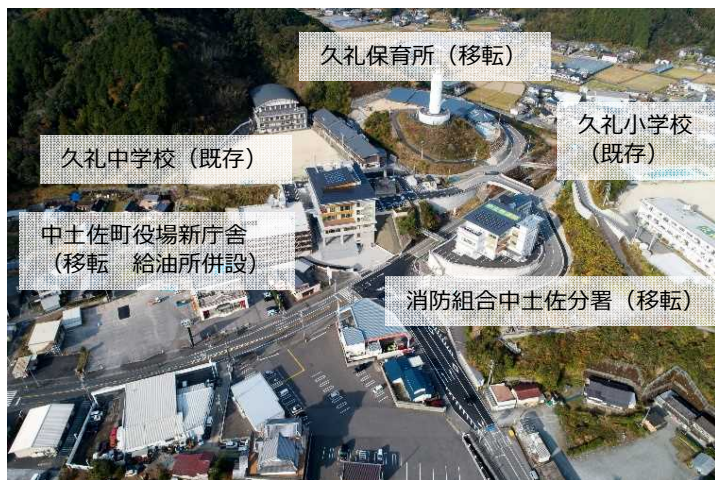 久礼保育所（移転）
久礼小学校
（既存）
久礼中学校（既存）
中土佐町役場新庁舎
（移転　給油所併設）
消防組合中土佐分署（移転）